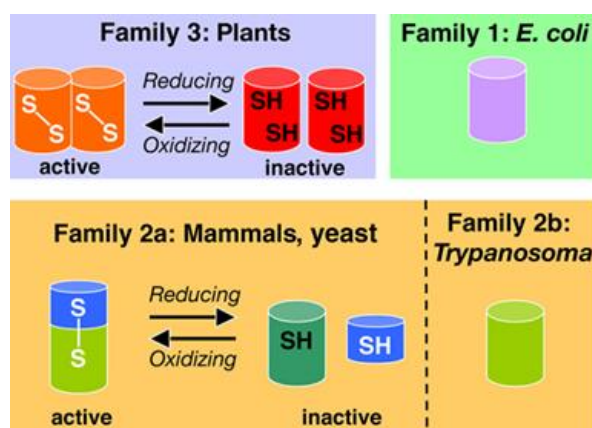 Family 3: Plants
S
S
S
S
Reducing
Oxidizing
SH
SH
SH
SH
active
inactive
Family 1: E. coli
Family 2a: Mammals, yeast
S
S
Reducing
Oxidizing
SH
SH
active
inactive
Family 2b:
Trypanosoma